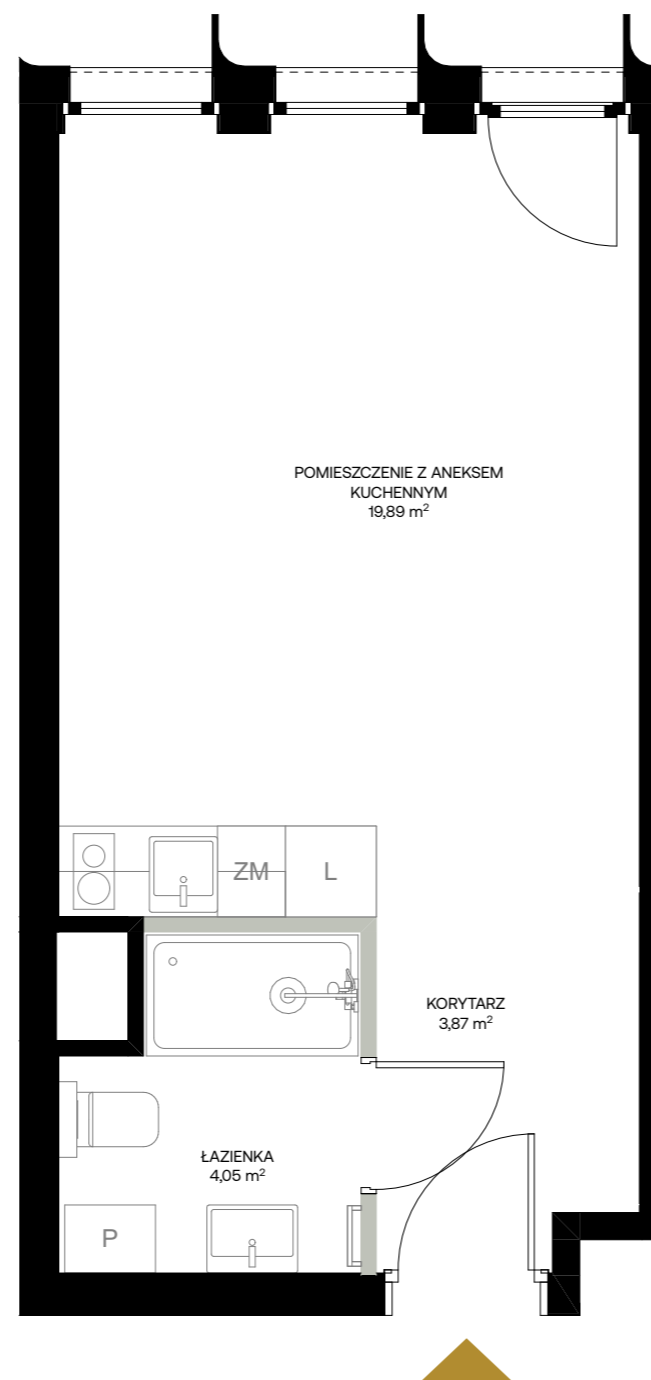 POMIESZCZENIE Z ANEKSEM
KUCHENNYM
19,89 m²
ZM
L
KORYTARZ
3,87 m²
ŁAZIENKA
4,05 m²
P